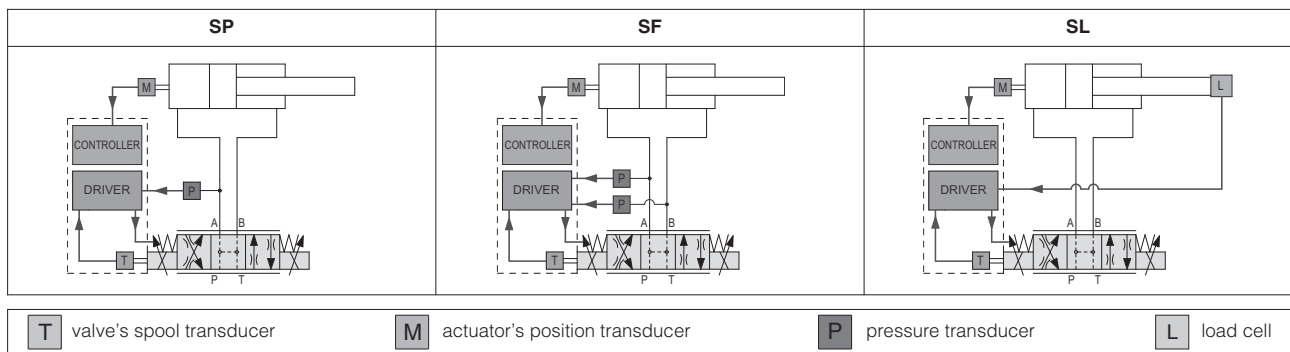 SP
SF
SL
M
CONTROLLER
DRIVER
P
A B
T
P T
M
CONTROLLER
DRIVER
P
P
A B
T
P T
M
L
CONTROLLER
DRIVER
A B
T
P T
T valve's spool transducer
M actuator's position transducer
P pressure transducer
L load cell